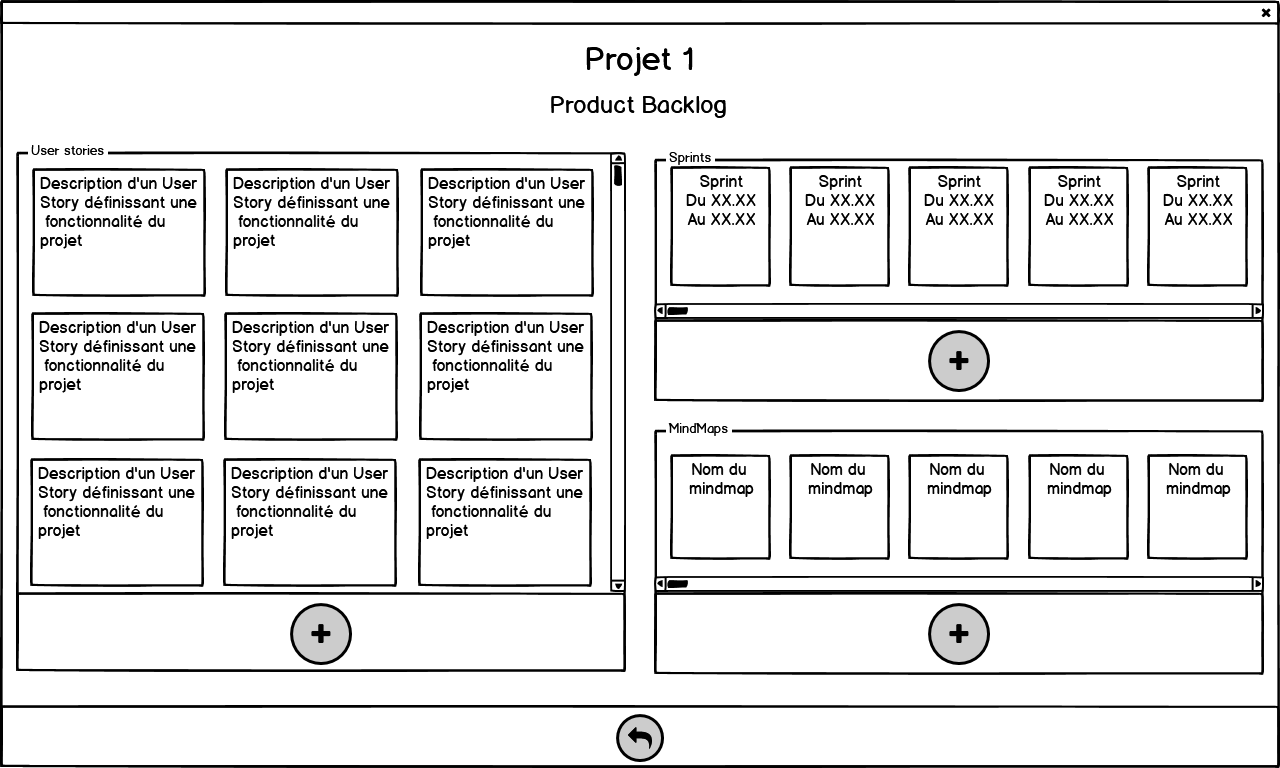 Projet 1
Product Backlog
User stories
Description d'un User
Story définissant une
fonctionnalité du
projet
Description d'un User
Story définissant une
fonctionnalité du
projet
Description d'un User
Story définissant une
fonctionnalité du
projet
Description d'un User
Story définissant une
fonctionnalité du
projet
Description d'un User
Story définissant une
fonctionnalité du
projet
Description d'un User
Story définissant une
fonctionnalité du
projet
Description d'un User
Story définissant une
fonctionnalité du
projet
Description d'un User
Story définissant une
fonctionnalité du
projet
Description d'un User
Story définissant une
fonctionnalité du
projet
Sprints
Sprint
Du XX.XX
Au XX.XX
Sprint
Du XX.XX
Au XX.XX
Sprint
Du XX.XX
Au XX.XX
Sprint
Du XX.XX
Au XX.XX
Sprint
Du XX.XX
Au XX.XX
MindMaps
Nom du
mindmap
Nom du
mindmap
Nom du
mindmap
Nom du
mindmap
Nom du
mindmap